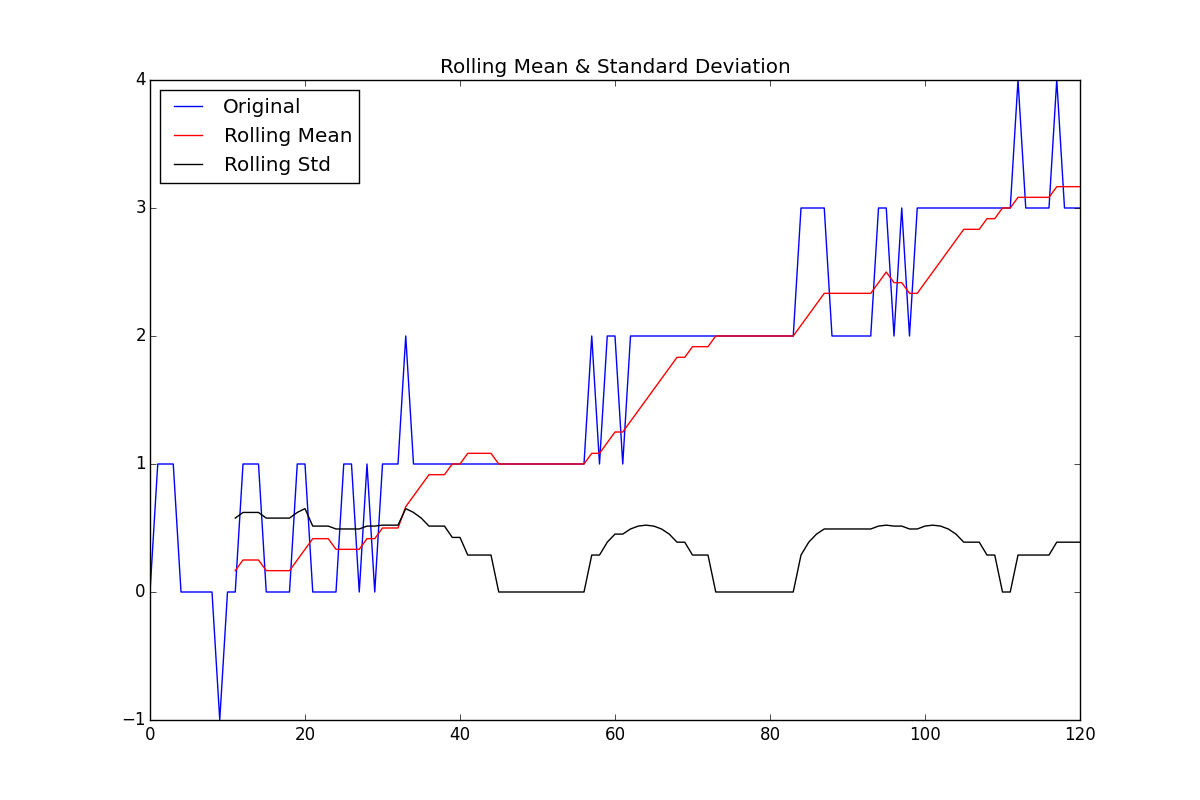 Rolling Mean & Standard Deviation
4
Original
Rolling Mean
Rolling Std
3
2
1
0
−1
0 20 40 60 80 100 120